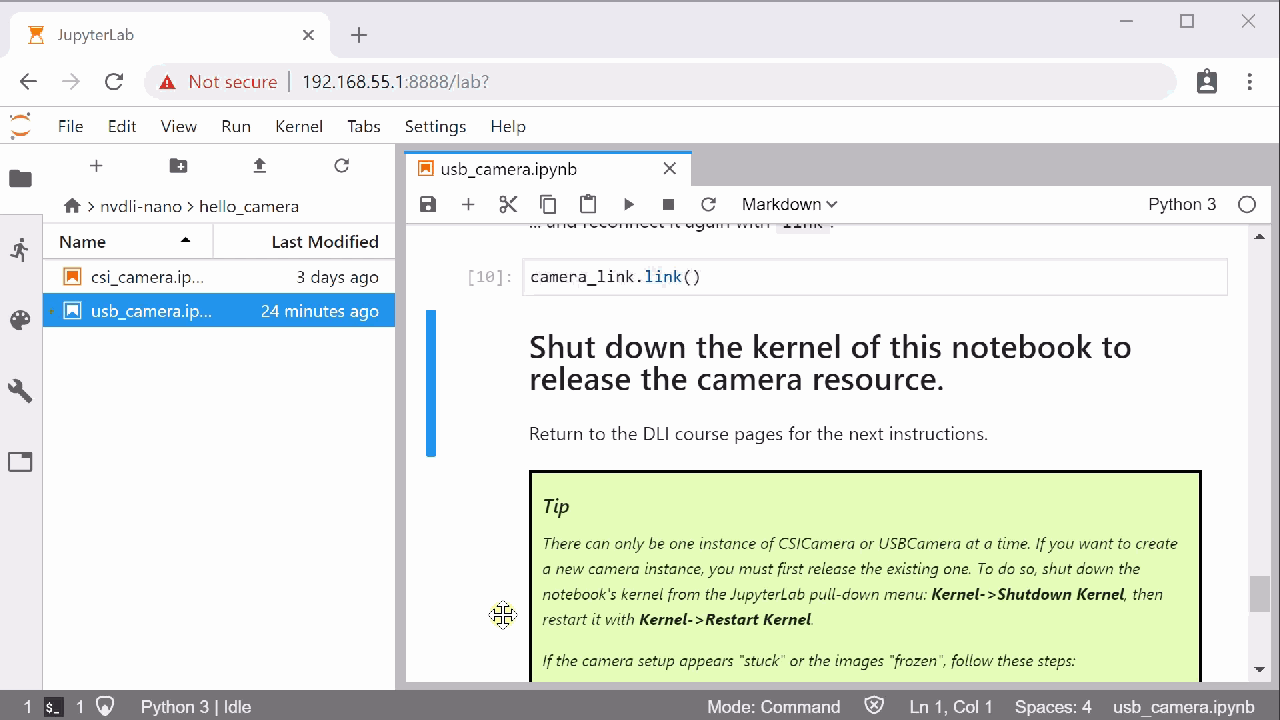 JupyterLab
Not secure
192.168.55.1:8888/lab?
File Edit View Run Kernel Tabs Settings Help
nvdli-nano > hello_camera
Name Last Modified
csi_camera.ip... 3 days ago
usb_camera.ip... 24 minutes ago
usb_camera.ipynb
Markdown Python 3
... and reconnect it again with link.
[10]: camera_link.link()
Shut down the kernel of this notebook to
release the camera resource.
Return to the DLI course pages for the next instructions.
Tip
There can only be one instance of CSICamera or USBCamera at a time. If you want to create
a new camera instance, you must first release the existing one. To do so, shut down the
notebook's kernel from the JupyterLab pull-down menu: Kernel->Shutdown Kernel, then
restart it with Kernel->Restart Kernel.
If the camera setup appears "stuck" or the images "frozen", follow these steps:
1 $_ 1 Python 3 | Idle Mode: Command Ln 1, Col 1 Spaces: 4 usb_camera.ipynb